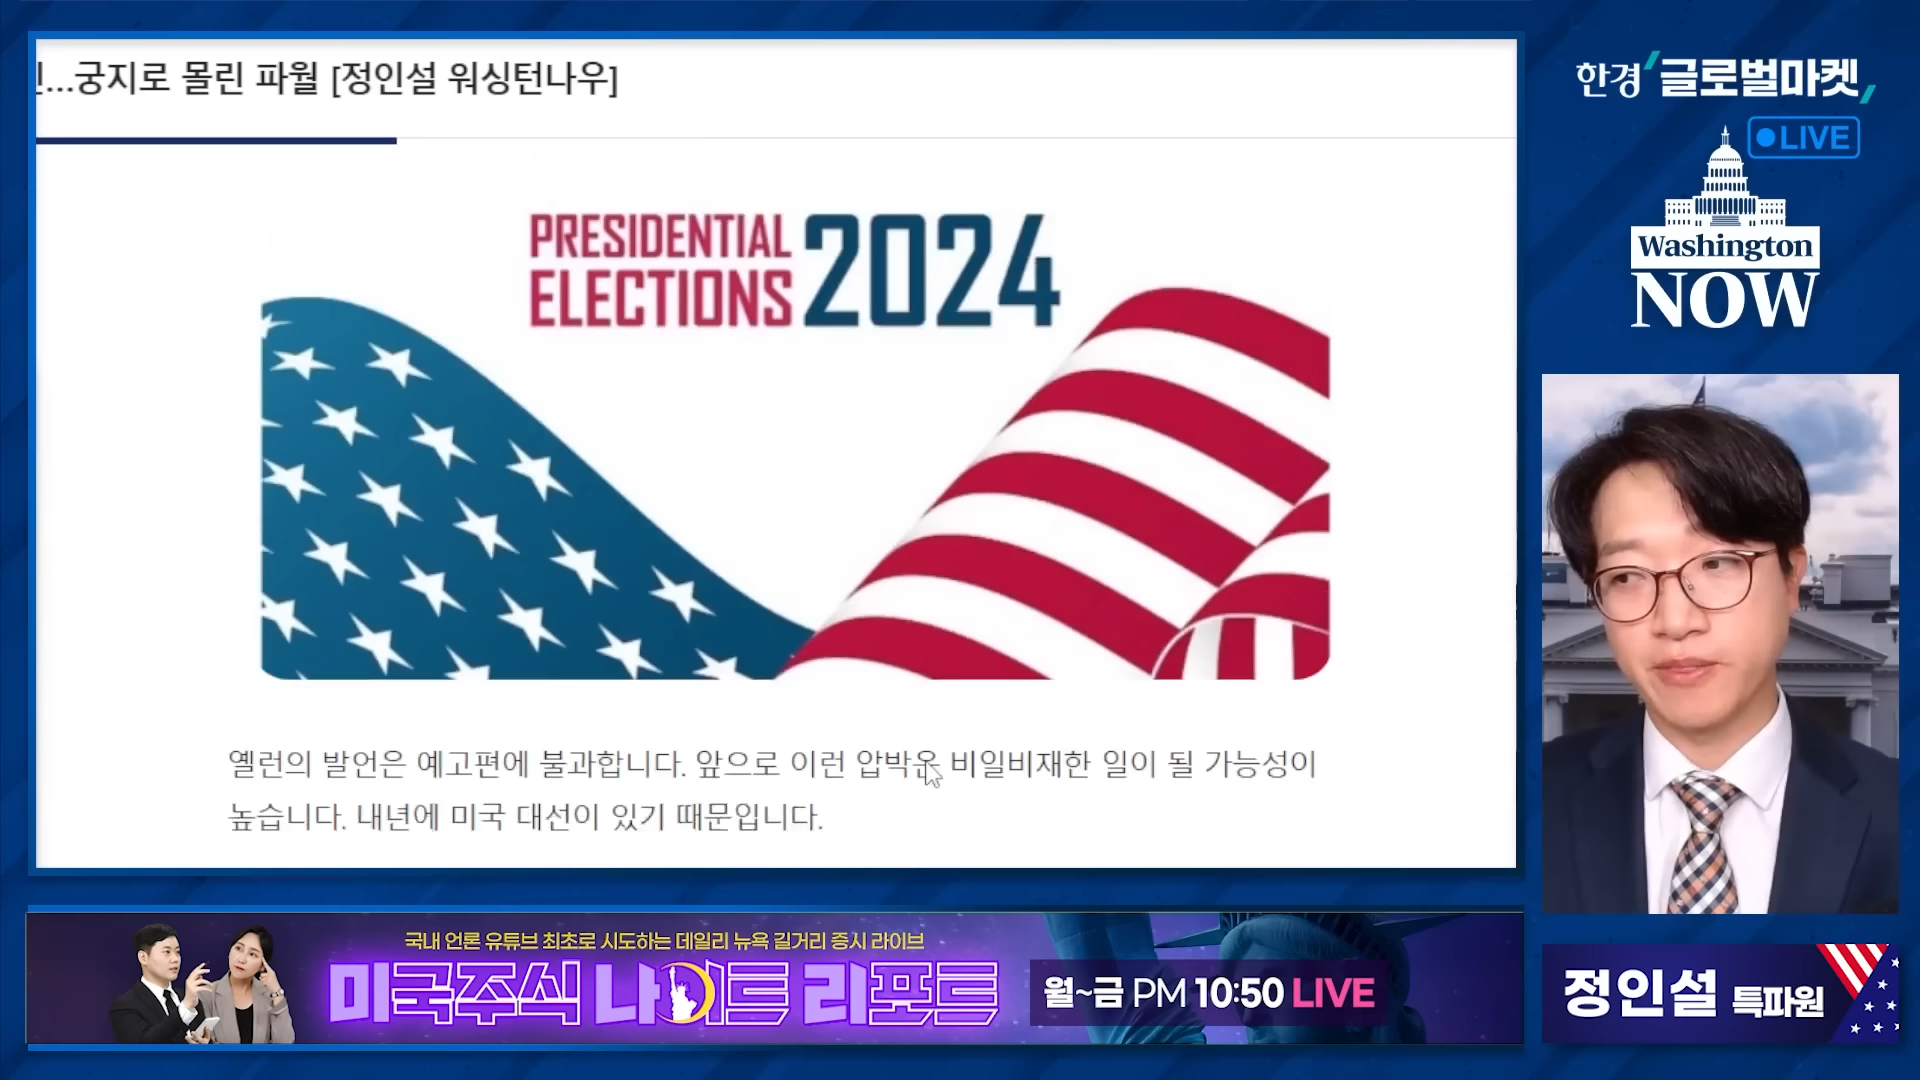 ...궁지로 몰린 파월 [정인설 워싱턴나우]
PRESIDENTIAL
ELECTIONS
2024
옐런의 발언은 예고편에 불과합니다. 앞으로 이런 압박은 비일비재한 일이 될 가능성이
높습니다. 내년에 미국 대선이 있기 때문입니다.
한경 글로벌마켓
LIVE
Washington
NOW
정인설 특파원
국내 언론 유튜브 최초로 시도하는 데일리 뉴욕 길거리 증시 라이브
미국주식 나이트 리포트
월~금 PM 10:50 LIVE